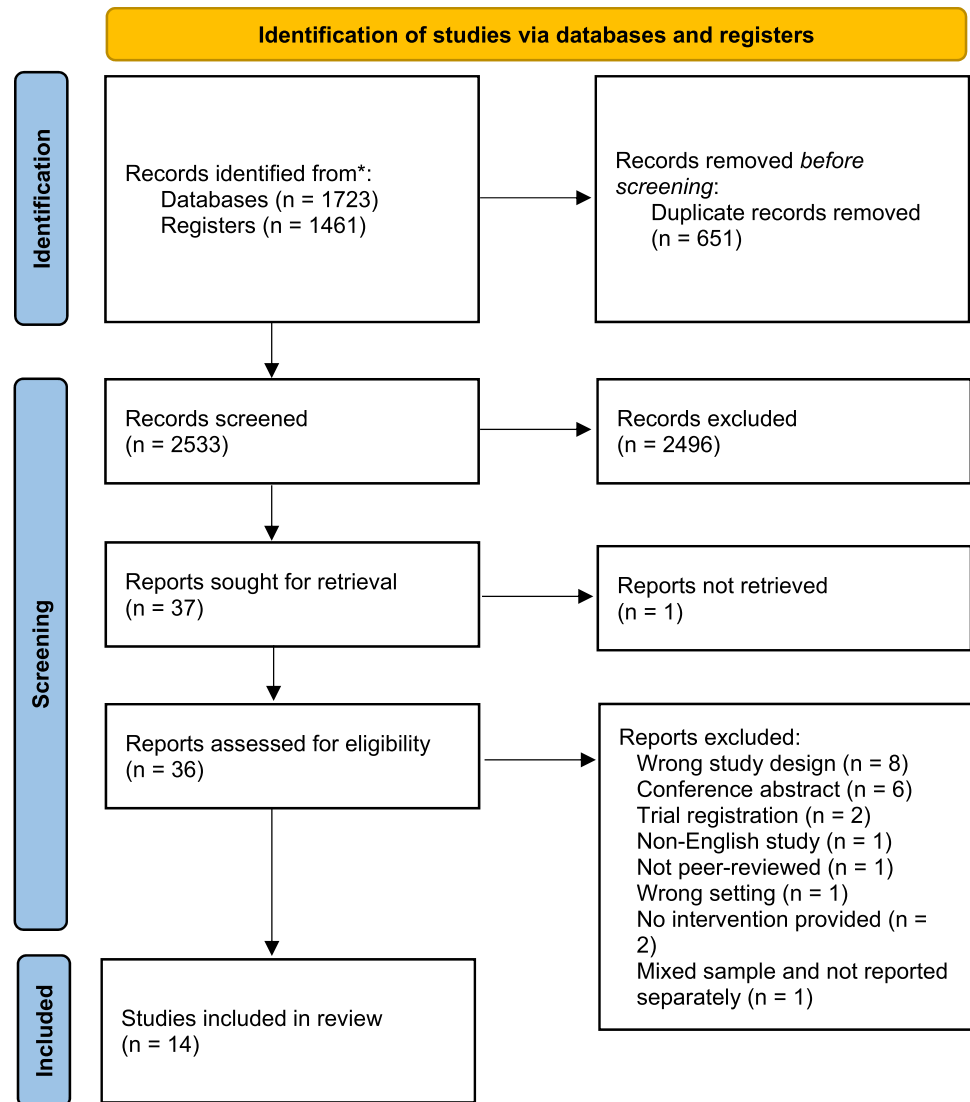 Identification of studies via databases and registers
Identification
Records identified from*:
Databases (n = 1723)
Registers (n = 1461)
Records removed before
screening:
Duplicate records removed
(n = 651)
Screening
Records screened
(n = 2533)
Records excluded
(n = 2496)
Reports sought for retrieval
(n = 37)
Reports not retrieved
(n = 1)
Reports assessed for eligibility
(n = 36)
Reports excluded:
Wrong study design (n = 8)
Conference abstract (n = 6)
Trial registration (n = 2)
Non-English study (n = 1)
Not peer-reviewed (n = 1)
Wrong setting (n = 1)
No intervention provided (n =
2)
Mixed sample and not reported
separately (n = 1)
Included
Studies included in review
(n = 14)